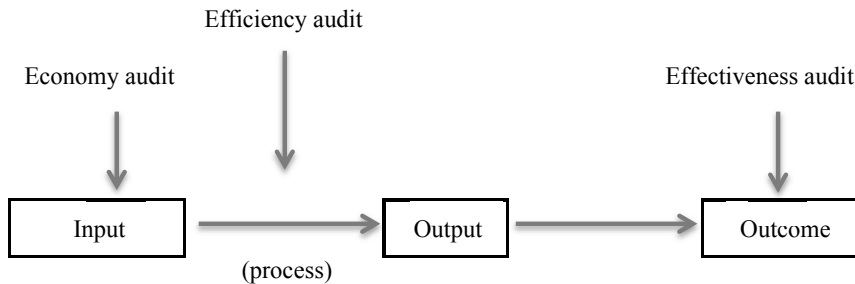 Efficiency audit
Economy audit
Effectiveness audit
Input
Output
Outcome
(process)